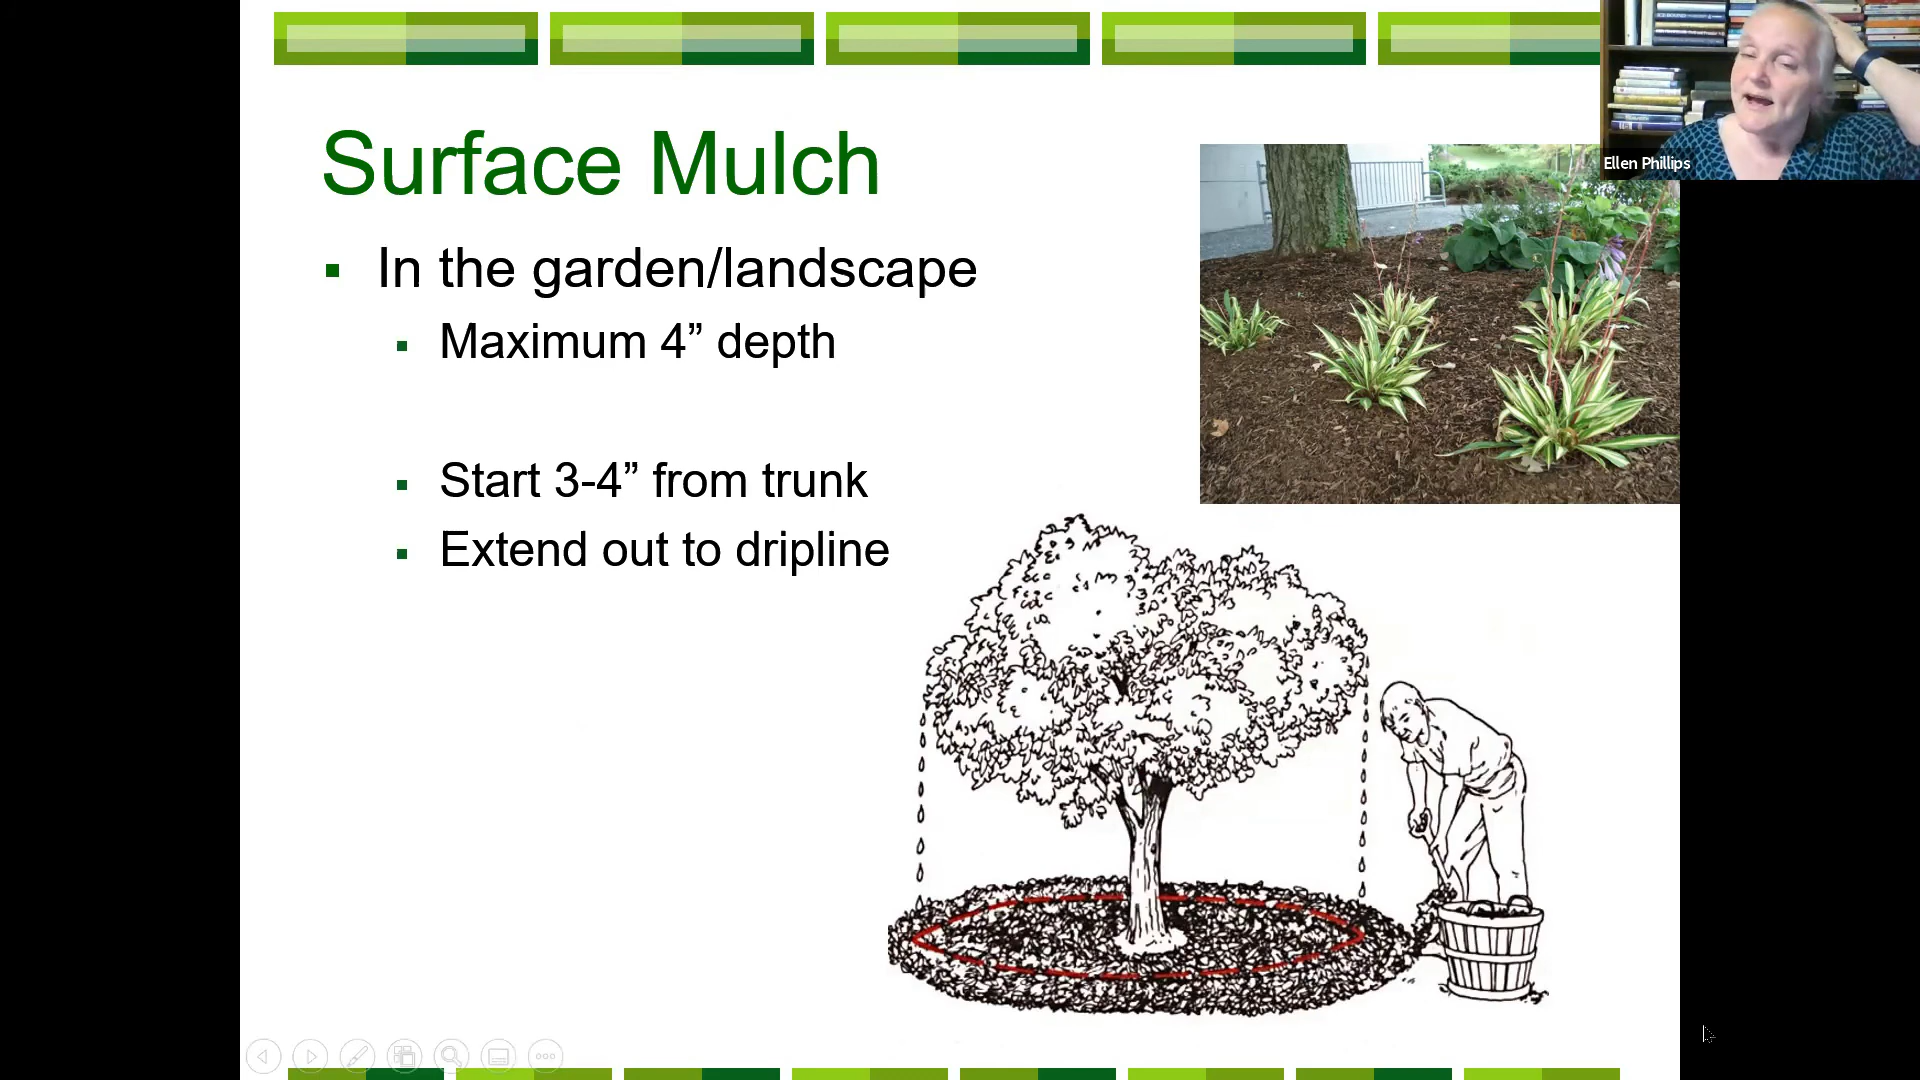 Surface Mulch
In the garden/landscape
Maximum 4” depth
Start 3-4” from trunk
Extend out to dripline
Ellen Phillips